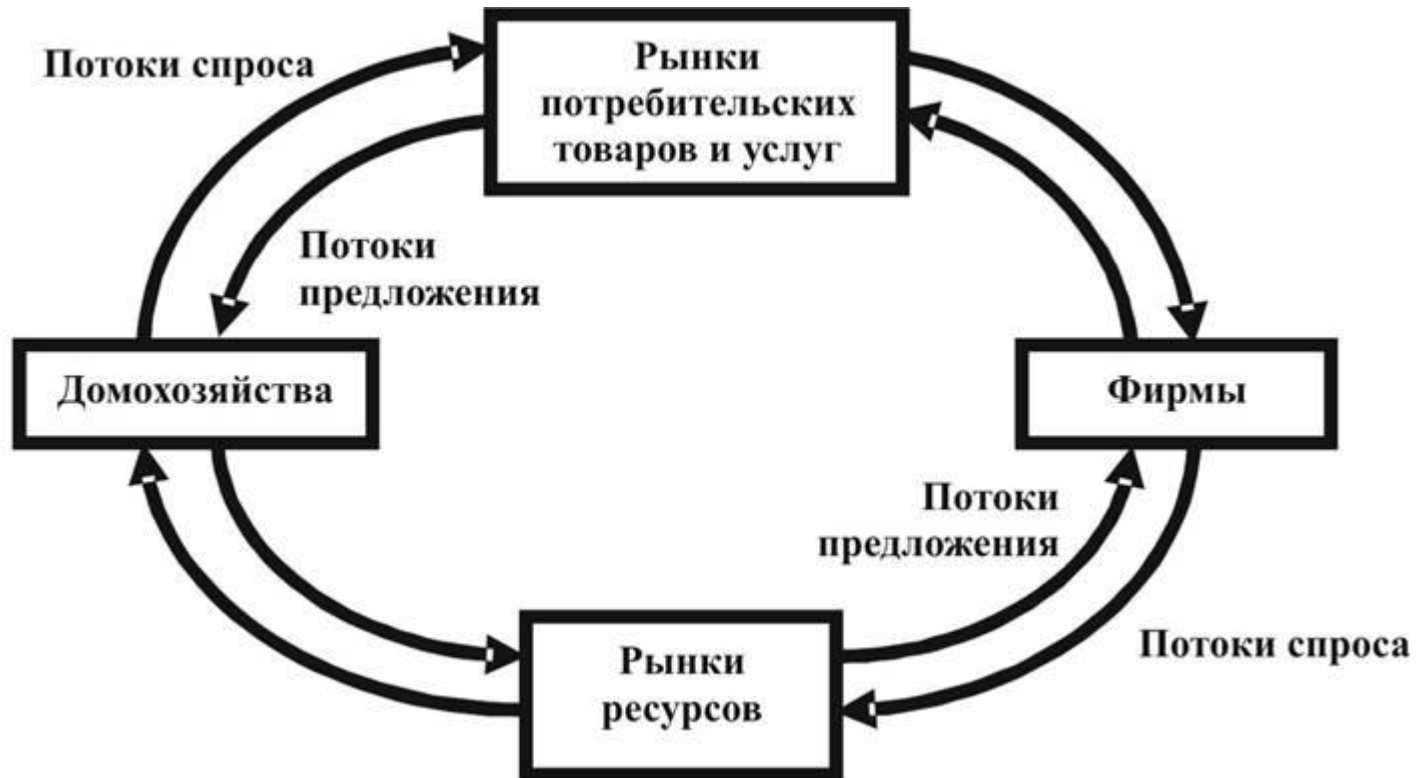 Потоки спроса
Рынки
потребительских
товаров и услуг
Потоки
предложения
Домохозяйства
Фирмы
Потоки
предложения
Рынки
ресурсов
Потоки спроса